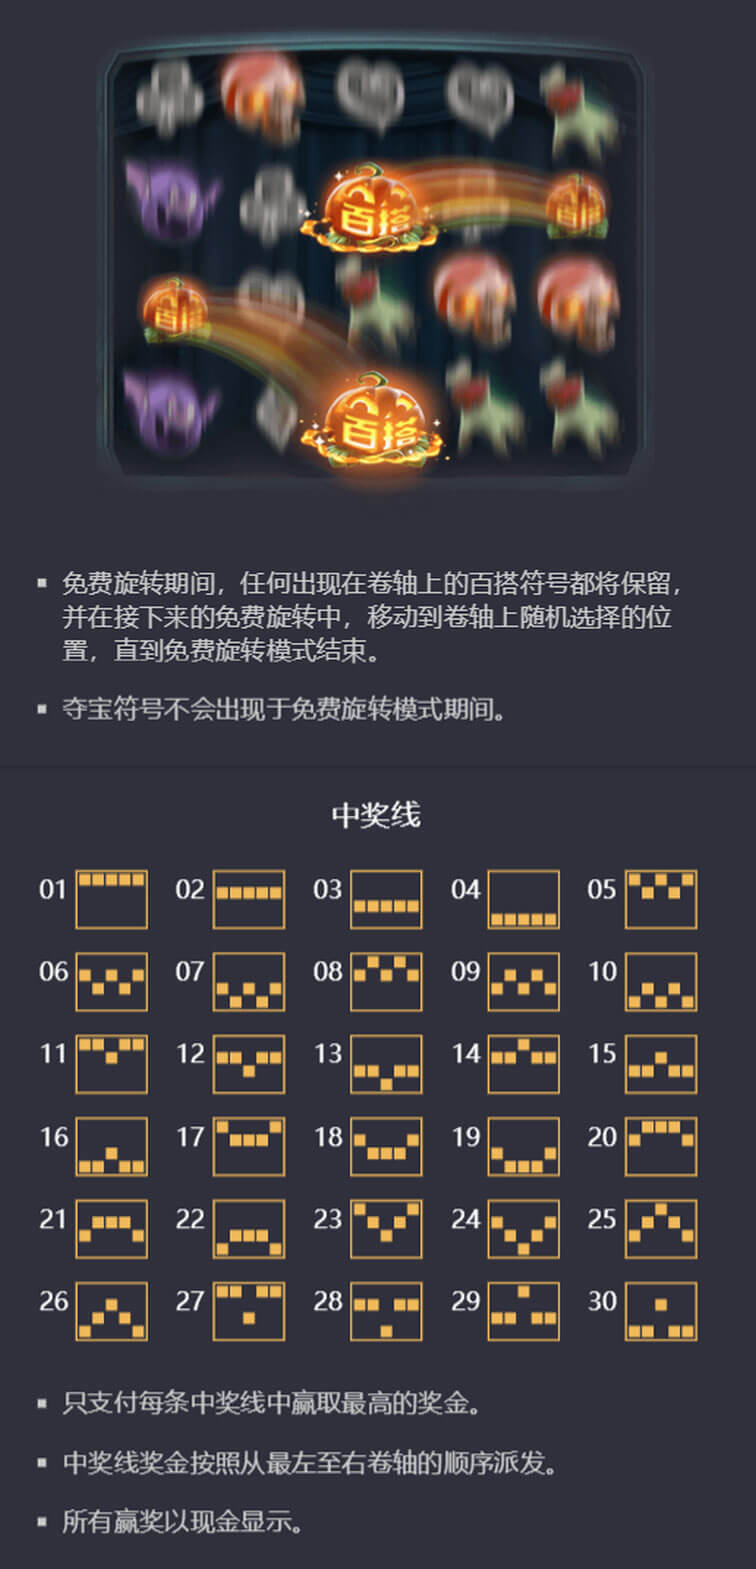 百搭
百搭
百搭
百搭
免费旋转期间，任何出现在卷轴上的百搭符号都将保留，
并在接下来的免费旋转中，移动到卷轴上随机选择的位
置，直到免费旋转模式结束。
夺宝符号不会出现于免费旋转模式期间。
中奖线
01 02 03 04 05
06 07 08 09 10
11 12 13 14 15
16 17 18 19 20
21 22 23 24 25
26 27 28 29 30
只支付每条中奖线中赢取最高的奖金。
中奖线奖金按照从最左至右卷轴的顺序派发。
所有赢奖以现金显示。